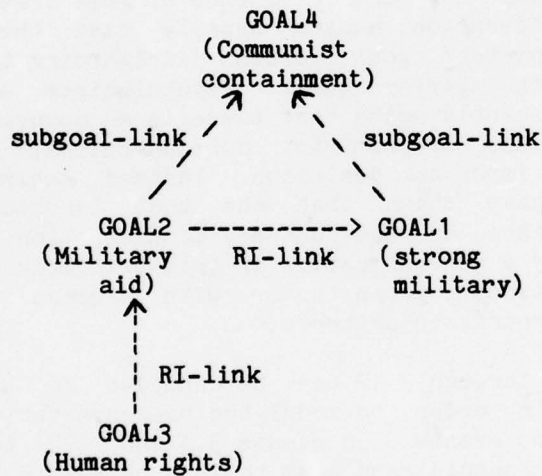 GOAL4
(Communist
containment)
subgoal-link subgoal-link
GOAL2 GOAL1
(Military (strong
aid) military)
RI-link
RI-link
GOAL3
(Human rights)